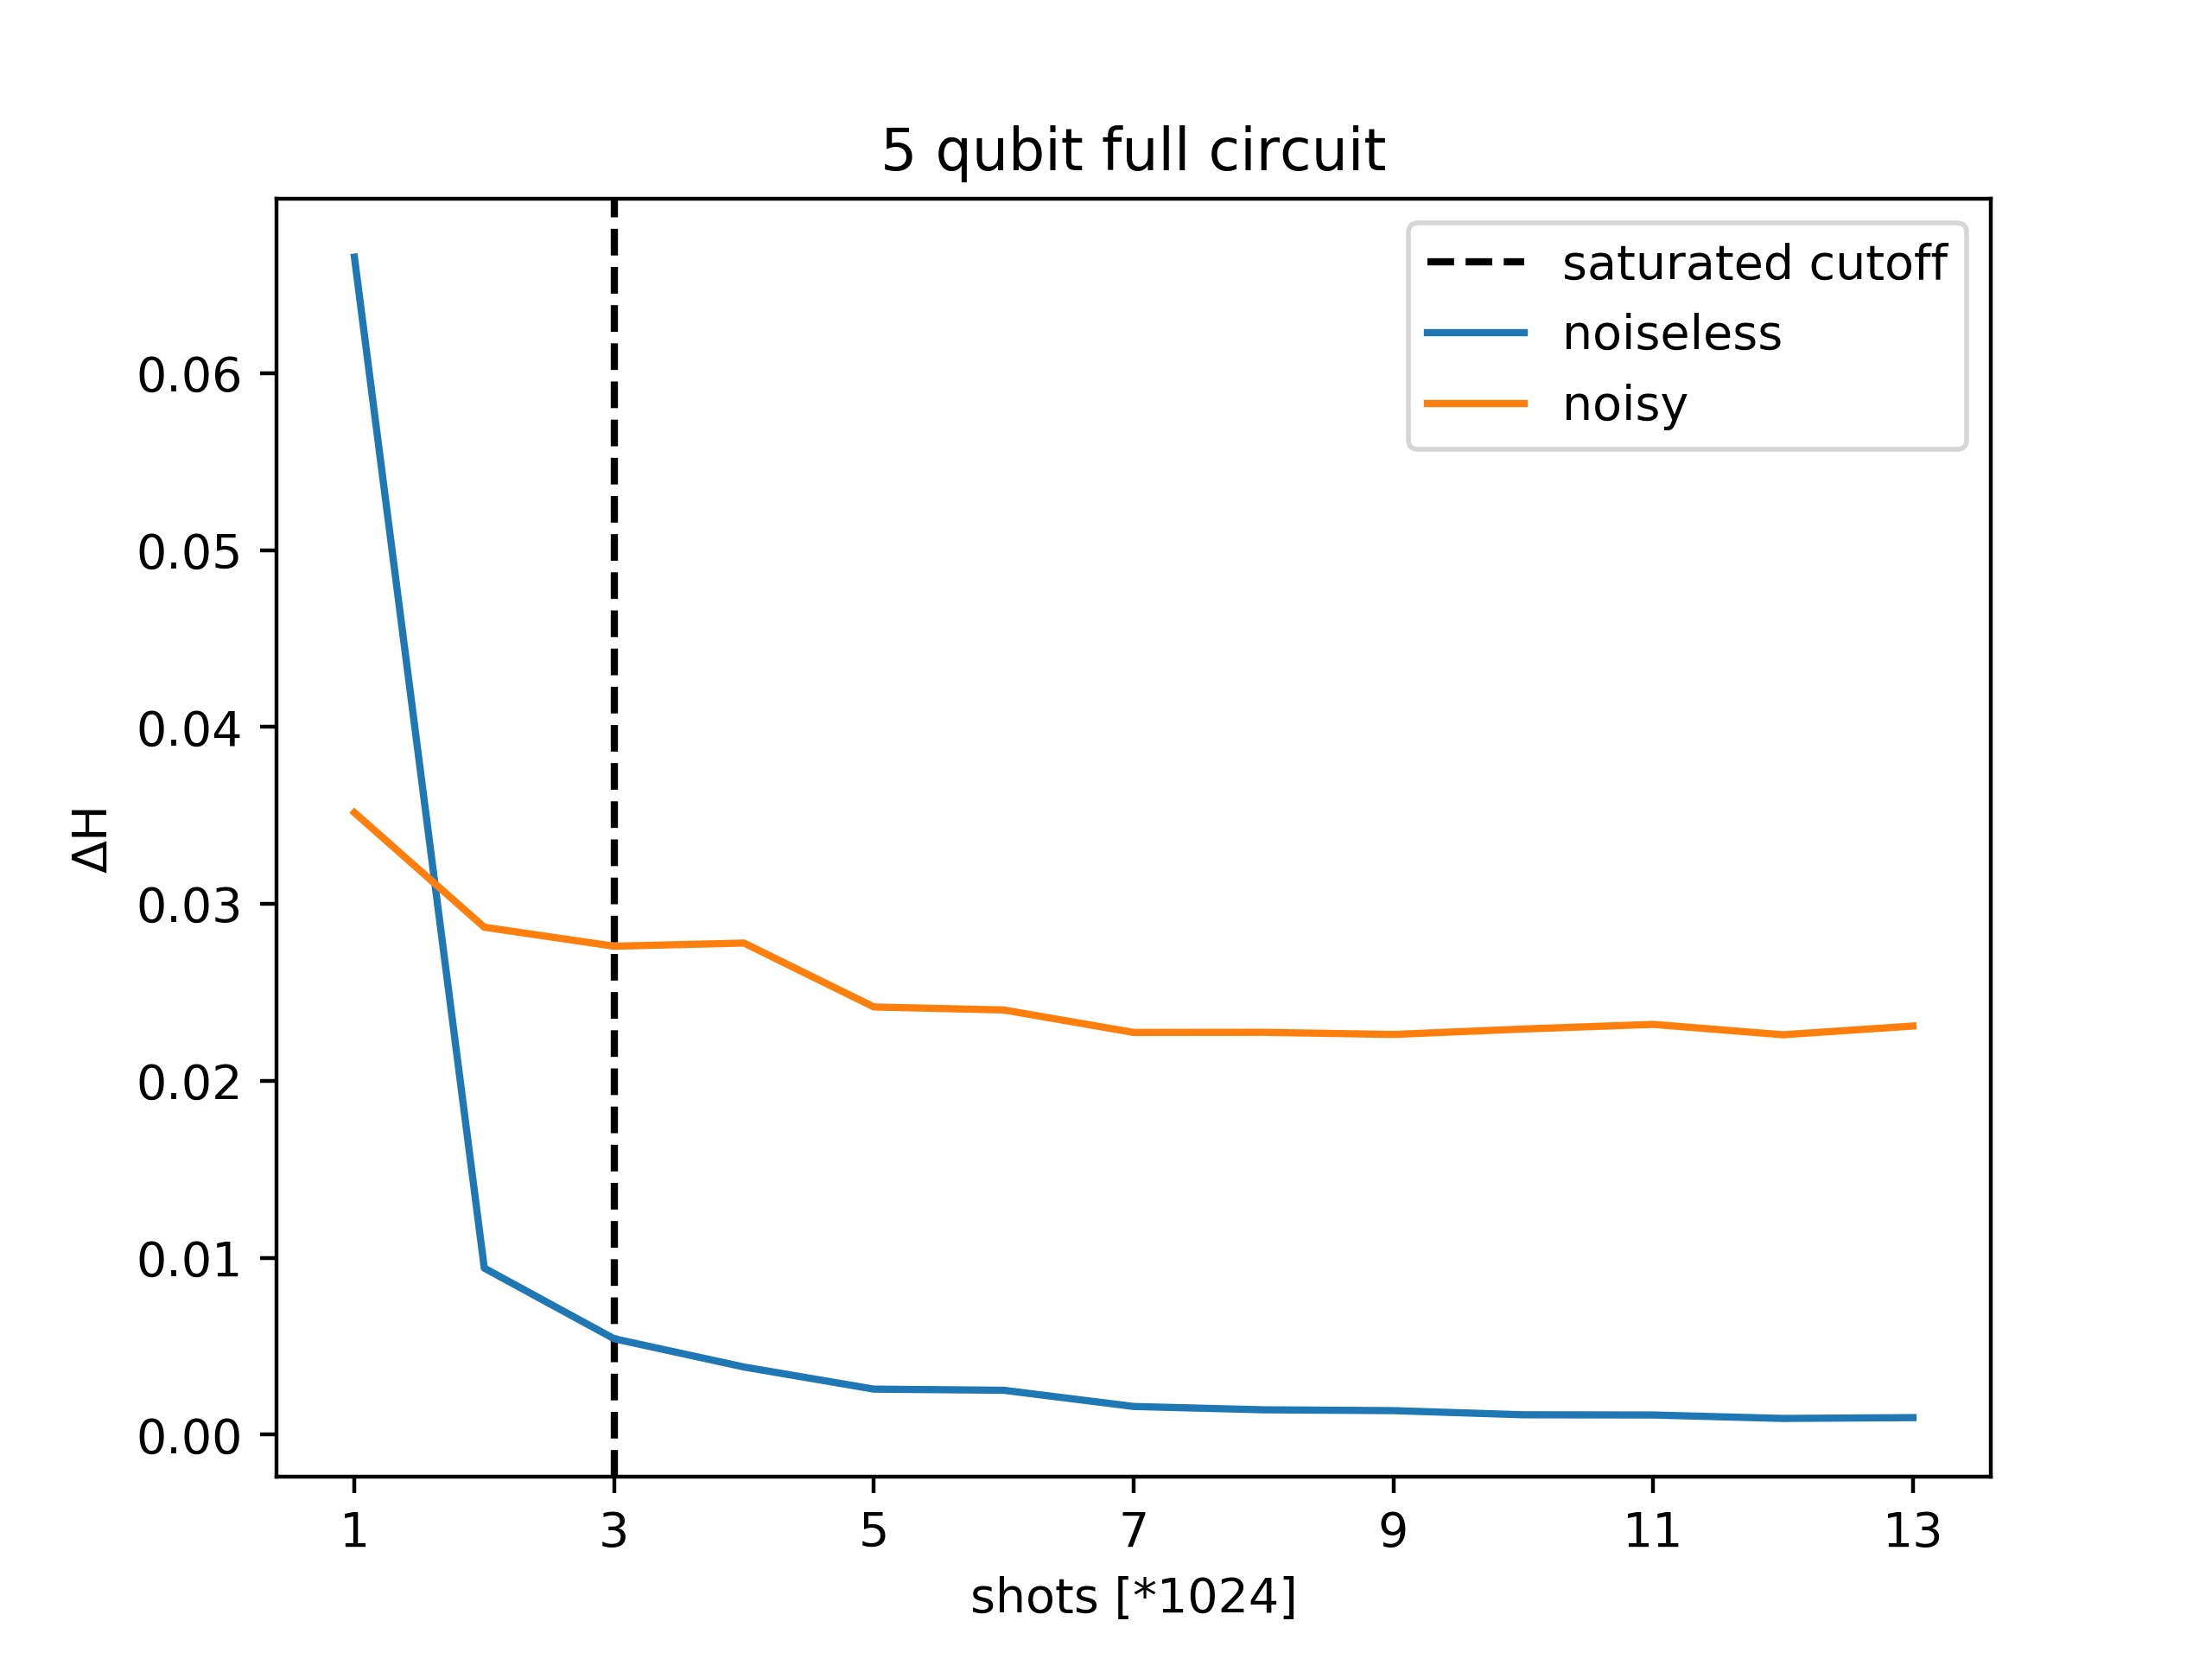 5 qubit full circuit
saturated cutoff
noiseless
noisy
0.06
0.05
0.04
0.03
0.02
0.01
0.00
ΔH
1 3 5 7 9 11 13
shots [*1024]